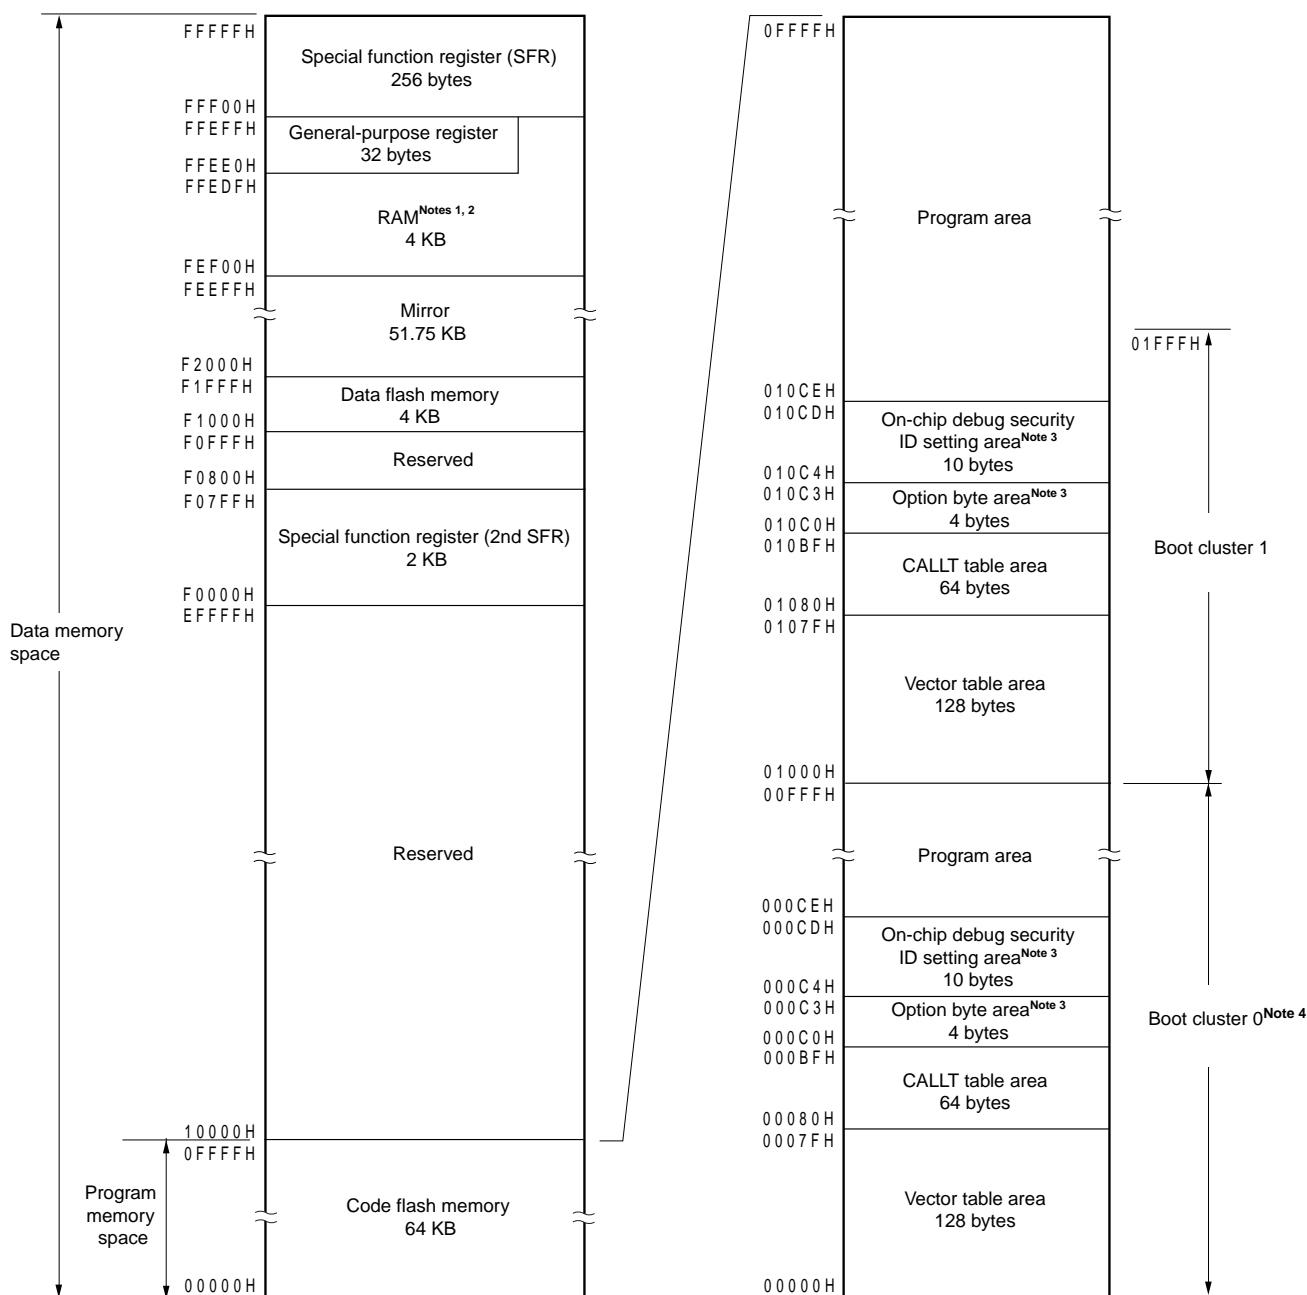 FFFFFH
Special function register (SFR)
256 bytes
FFF00H
FFEFFH
General-purpose register
32 bytes
FFEE0H
FFEDFH
RAMNotes 1, 2
4 KB
FEF00H
FEEFFH
Mirror
51.75 KB
F2000H
F1FFFH
Data flash memory
4 KB
F1000H
F0FFFH
Reserved
F0800H
F07FFH
Special function register (2nd SFR)
2 KB
F0000H
EFFFFH
Data memory
space
Reserved
10000H
0FFFFH
Program
memory
space
Code flash memory
64 KB
00000H
0FFFFH
Program area
01FFFH
010CEH
010CDH
On-chip debug security
ID setting areaNote 3
10 bytes
010C4H
010C3H
Option byte areaNote 3
4 bytes
010C0H
010BFH
CALLT table area
64 bytes
Boot cluster 1
01080H
0107FH
Vector table area
128 bytes
01000H
00FFFH
Program area
000CEH
000CDH
On-chip debug security
ID setting areaNote 3
10 bytes
000C4H
000C3H
Option byte areaNote 3
4 bytes
Boot cluster 0Note 4
000C0H
000BFH
CALLT table area
64 bytes
00080H
0007FH
Vector table area
128 bytes
00000H